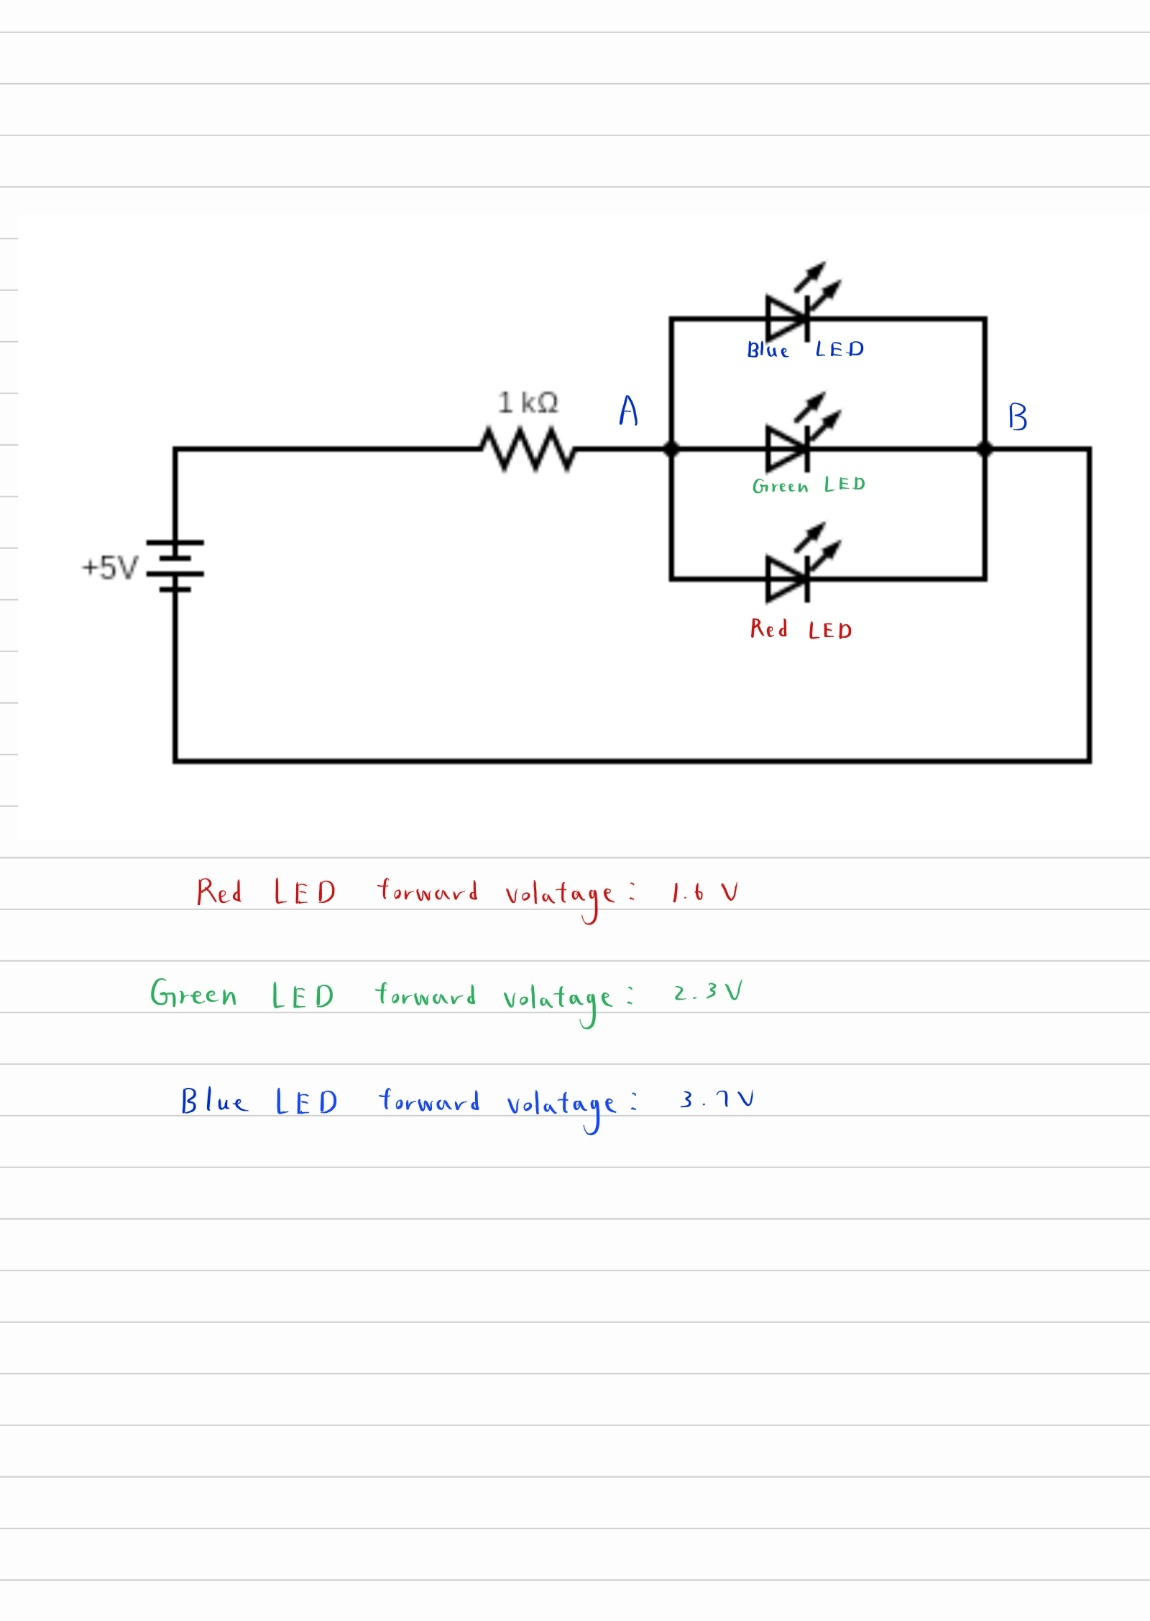 Blue LED
1 kΩ
A
B
Green LED
+5V
Red LED
Red LED forward volatage: 1.6 V
Green LED forward volatage: 2.3V
Blue LED forward volatage: 3.7V